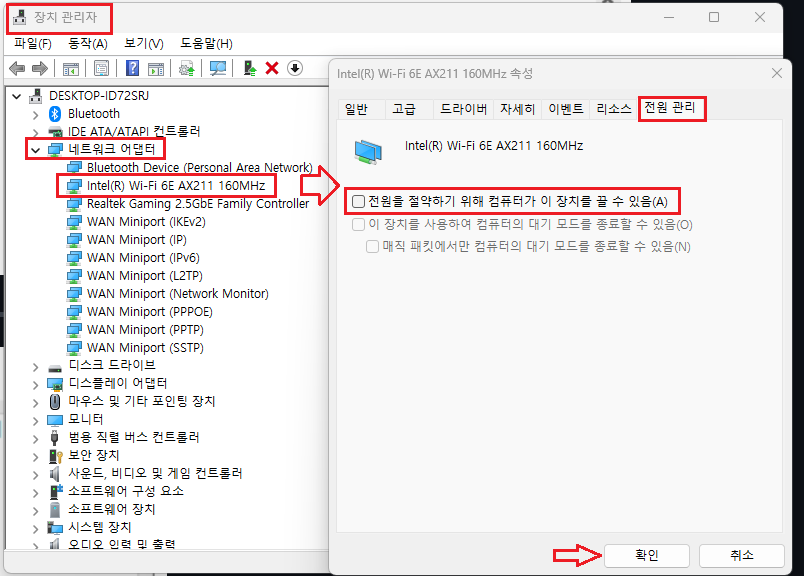 장치 관리자
파일(F) 동작(A) 보기(V) 도움말(H)
DESKTOP-ID72SRJ
Bluetooth
IDE ATA/ATAPI 컨트롤러
네트워크 어댑터
Bluetooth Device (Personal Area Network)
Intel(R) Wi-Fi 6E AX211 160MHz
Realtek Gaming 2.5GbE Family Controller
WAN Miniport (IKEv2)
WAN Miniport (IP)
WAN Miniport (IPv6)
WAN Miniport (L2TP)
WAN Miniport (Network Monitor)
WAN Miniport (PPPOE)
WAN Miniport (PPTP)
WAN Miniport (SSTP)
디스크 드라이브
디스플레이 어댑터
마우스 및 기타 포인팅 장치
모니터
범용 직렬 버스 컨트롤러
보안 장치
사운드, 비디오 및 게임 컨트롤러
소프트웨어 구성 요소
소프트웨어 장치
시스템 장치
오디오 입력 및 출력
Intel(R) Wi-Fi 6E AX211 160MHz 속성
일반 고급 드라이버 자세히 이벤트 리소스 전원 관리
Intel(R) Wi-Fi 6E AX211 160MHz
전원을 절약하기 위해 컴퓨터가 이 장치를 끌 수 있음(A)
이 장치를 사용하여 컴퓨터의 대기 모드를 종료할 수 있음(O)
매직 패킷에서만 컴퓨터의 대기 모드를 종료할 수 있음(N)
확인 취소